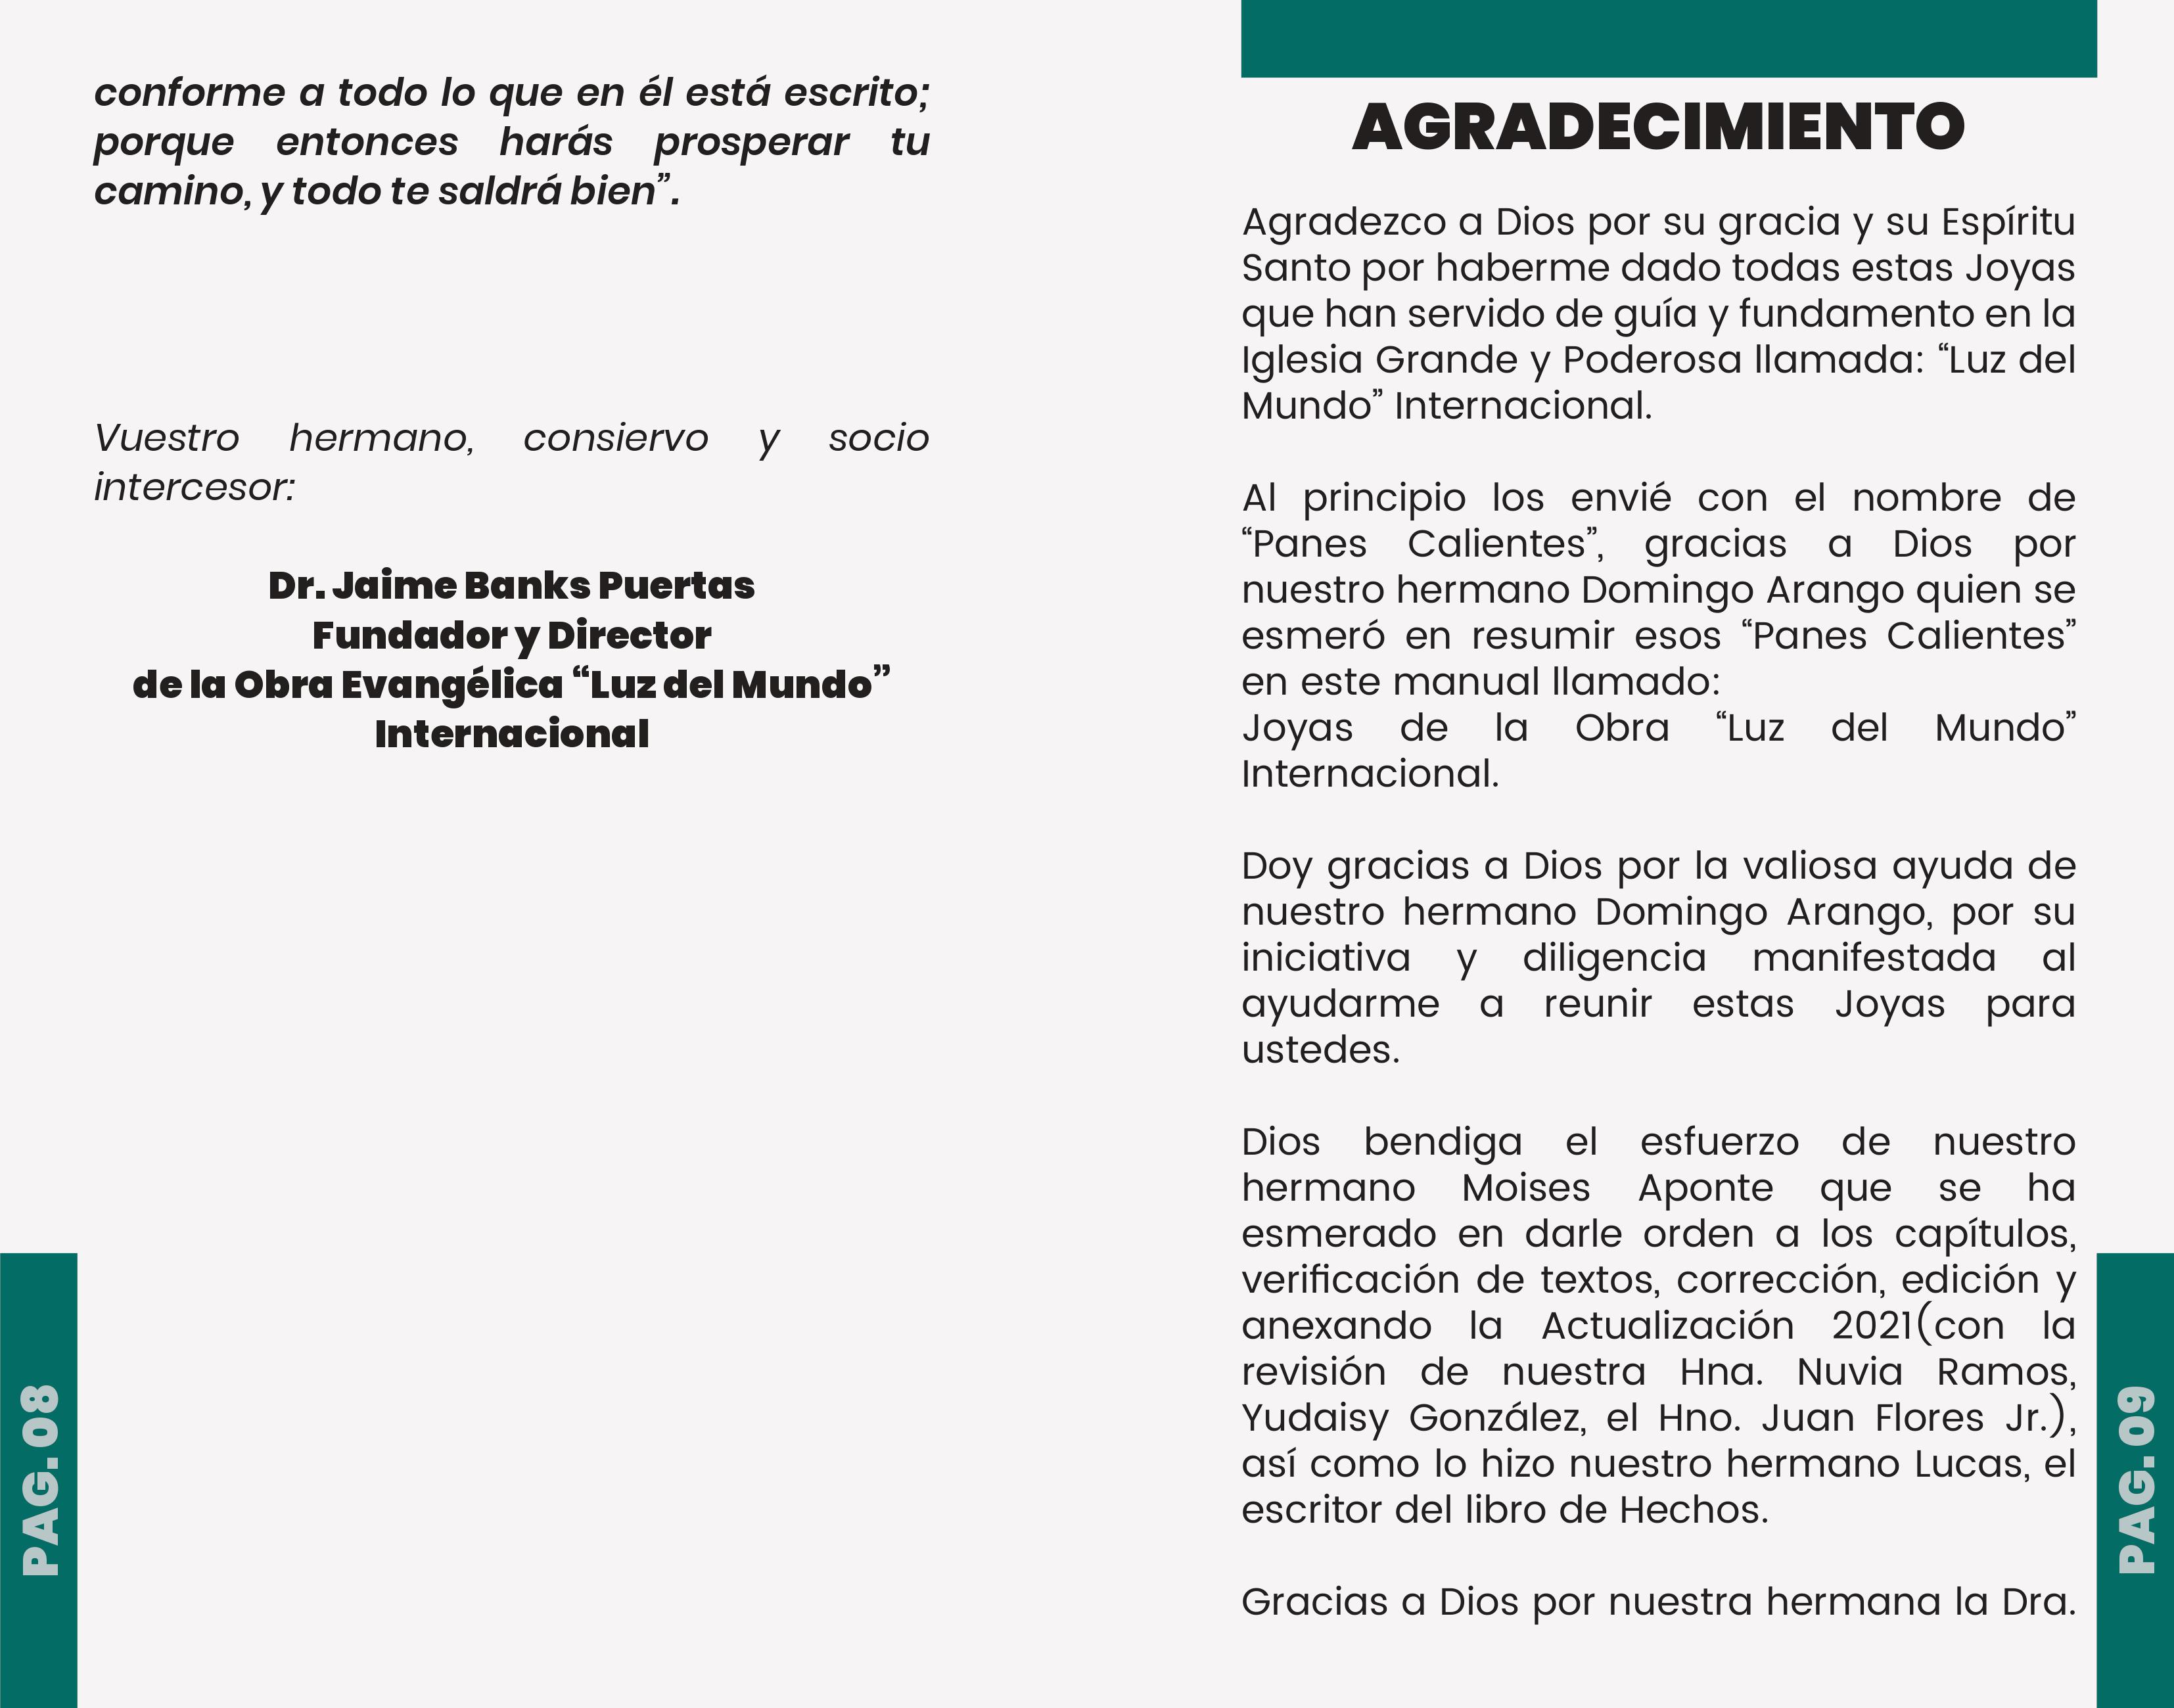 conforme a todo lo que en él está escrito;
porque entonces harás prosperar tu
camino, y todo te saldrá bien”.
Vuestro hermano, consiervo y socio
intercesor:
Dr. Jaime Banks Puertas
Fundador y Director
de la Obra Evangélica “Luz del Mundo”
Internacional
PAG. 08
AGRADECIMIENTO
Agradezco a Dios por su gracia y su Espíritu
Santo por haberme dado todas estas Joyas
que han servido de guía y fundamento en la
Iglesia Grande y Poderosa llamada: “Luz del
Mundo” Internacional.
Al principio los envié con el nombre de
“Panes Calientes”, gracias a Dios por
nuestro hermano Domingo Arango quien se
esmeró en resumir esos “Panes Calientes”
en este manual llamado:
Joyas de la Obra “Luz del Mundo”
Internacional.
Doy gracias a Dios por la valiosa ayuda de
nuestro hermano Domingo Arango, por su
iniciativa y diligencia manifestada al
ayudarme a reunir estas Joyas para
ustedes.
Dios bendiga el esfuerzo de nuestro
hermano Moises Aponte que se ha
esmerado en darle orden a los capítulos,
verificación de textos, corrección, edición y
anexando la Actualización 2021(con la
revisión de nuestra Hna. Nuvia Ramos,
Yudaisy González, el Hno. Juan Flores Jr.),
así como lo hizo nuestro hermano Lucas, el
escritor del libro de Hechos.
Gracias a Dios por nuestra hermana la Dra.
PAG. 09